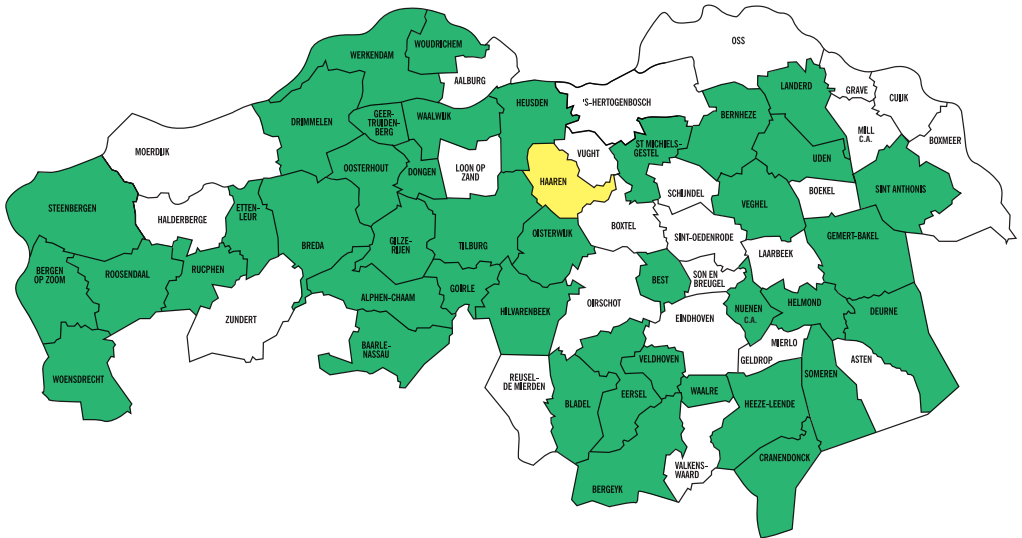 OSS
WOUDRICHEM
WERKENDAM
AALBURG
LANDERD
GRAVE
CUIJK
HEUSDEN
'S-HERTOGENBOSCH
GEER-
TRUIDEN-
BERG
WAALWIJK
BERNHEZE
MILL
C.A.
BOXMEER
DRIMMELEN
MOERDIJK
VUGHT
ST MICHIELS-
GESTEL
UDEN
OOSTERHOUT
DONGEN
LOON OP
ZAND
HAAREN
SCHIJNDEL
BOEKEL
SINT ANTHONIS
STEENBERGEN
HALDERBERGE
ETTEN-
LEUR
VEGHEL
BREDA
GILZE-
RIJEN
TILBURG
OISTERWIJK
BOXTEL
SINT-OEDENRODE
GEMERT-BAKEL
LAARBEEK
BERGEN
OP ZOOM
ROOSENDAAL
RUCPHEN
ALPHEN-CHAAM
GOIRLE
BEST
SON EN
BREUGEL
HILVARENBEEK
OIRSCHOT
NUENEN
C.A.
HELMOND
DEURNE
ZUNDERT
EINDHOVEN
BAARLE-
NASSAU
MIERLO
GELDROP
ASTEN
WOENSDRECHT
VELDHOVEN
SOMEREN
REUSEL-
DE MIERDEN
BLADEL
EERSEL
WAALRE
HEEZE-LEENDE
CRANENDONCK
VALKENS-
WAARD
BERGEYK